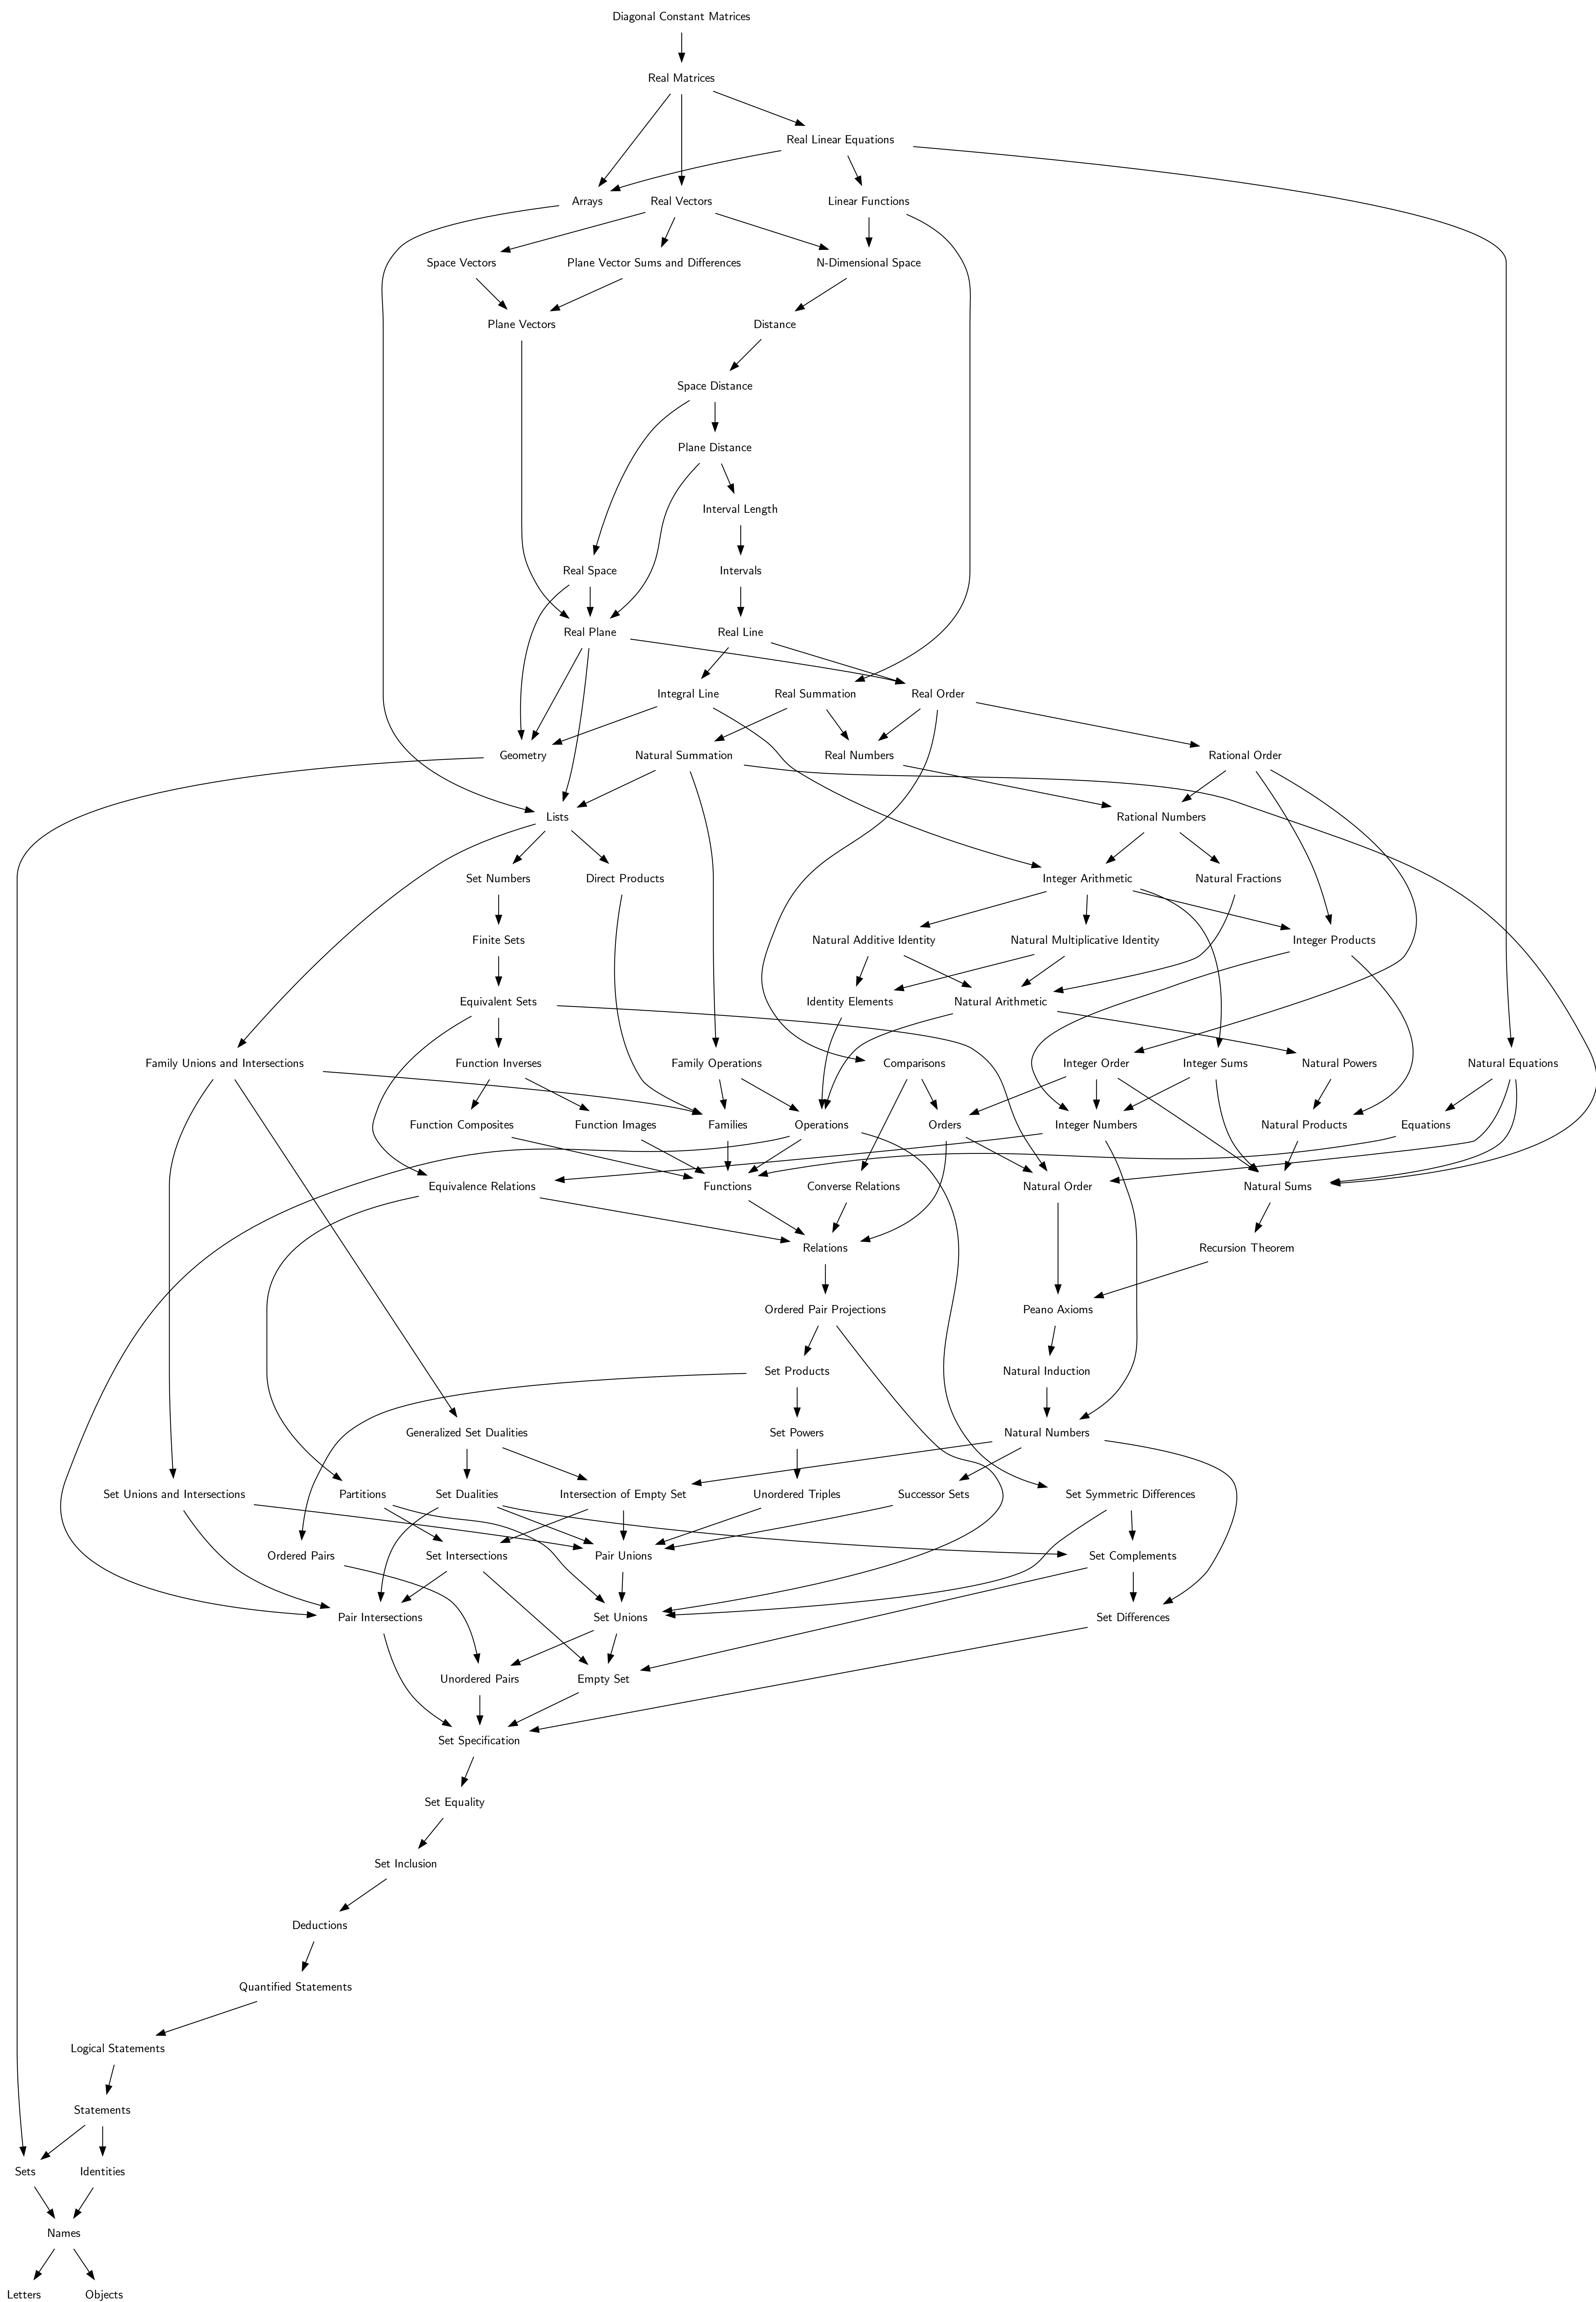 Diagonal Constant Matrices
Real Matrices
Real Linear Equations
Arrays
Real Vectors
Linear Functions
Space Vectors
Plane Vector Sums and Differences
N-Dimensional Space
Plane Vectors
Distance
Space Distance
Plane Distance
Interval Length
Real Space
Intervals
Real Plane
Real Line
Integral Line
Real Summation
Real Order
Geometry
Natural Summation
Real Numbers
Rational Order
Lists
Rational Numbers
Set Numbers
Direct Products
Integer Arithmetic
Natural Fractions
Finite Sets
Natural Additive Identity
Natural Multiplicative Identity
Integer Products
Equivalent Sets
Identity Elements
Natural Arithmetic
Family Unions and Intersections
Function Inverses
Family Operations
Comparisons
Integer Order
Integer Sums
Natural Powers
Natural Equations
Function Composites
Function Images
Families
Operations
Orders
Integer Numbers
Natural Products
Equations
Equivalence Relations
Functions
Converse Relations
Natural Order
Natural Sums
Relations
Recursion Theorem
Ordered Pair Projections
Peano Axioms
Set Products
Natural Induction
Generalized Set Dualities
Set Powers
Natural Numbers
Set Unions and Intersections
Partitions
Set Dualities
Intersection of Empty Set
Unordered Triples
Successor Sets
Set Symmetric Differences
Ordered Pairs
Set Intersections
Pair Unions
Set Complements
Pair Intersections
Set Unions
Set Differences
Unordered Pairs
Empty Set
Set Specification
Set Equality
Set Inclusion
Deductions
Quantified Statements
Logical Statements
Statements
Sets
Identities
Names
Letters
Objects